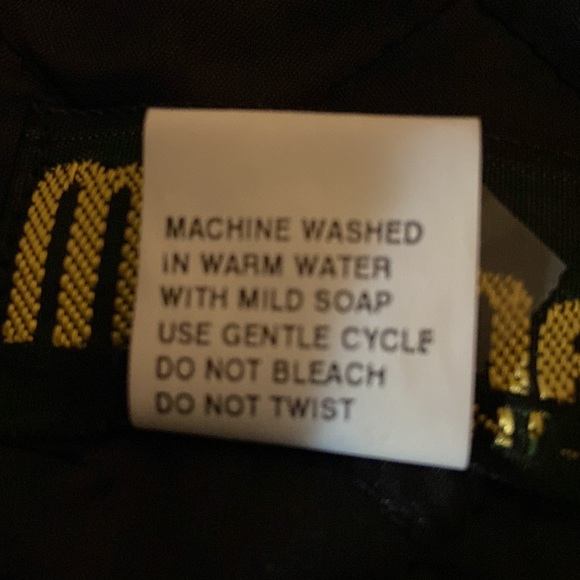 MACHINE WASHED
IN WARM WATER
WITH MILD SOAP
USE GENTLE CYCLE
DO NOT BLEACH
DO NOT TWIST